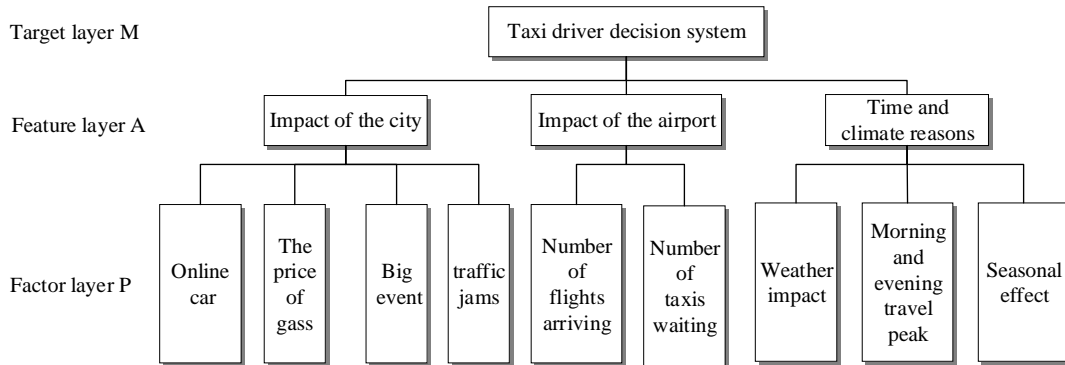 Target layer M
Taxi driver decision system
Feature layer A
Impact of the city
Impact of the airport
Time and
climate reasons
Factor layer P
Online
car
The
price
of
gass
Big
event
traffic
jams
Number
of
flights
arriving
Number
of
taxis
waiting
Weather
impact
Morning
and
evening
travel
peak
Seasonal
effect